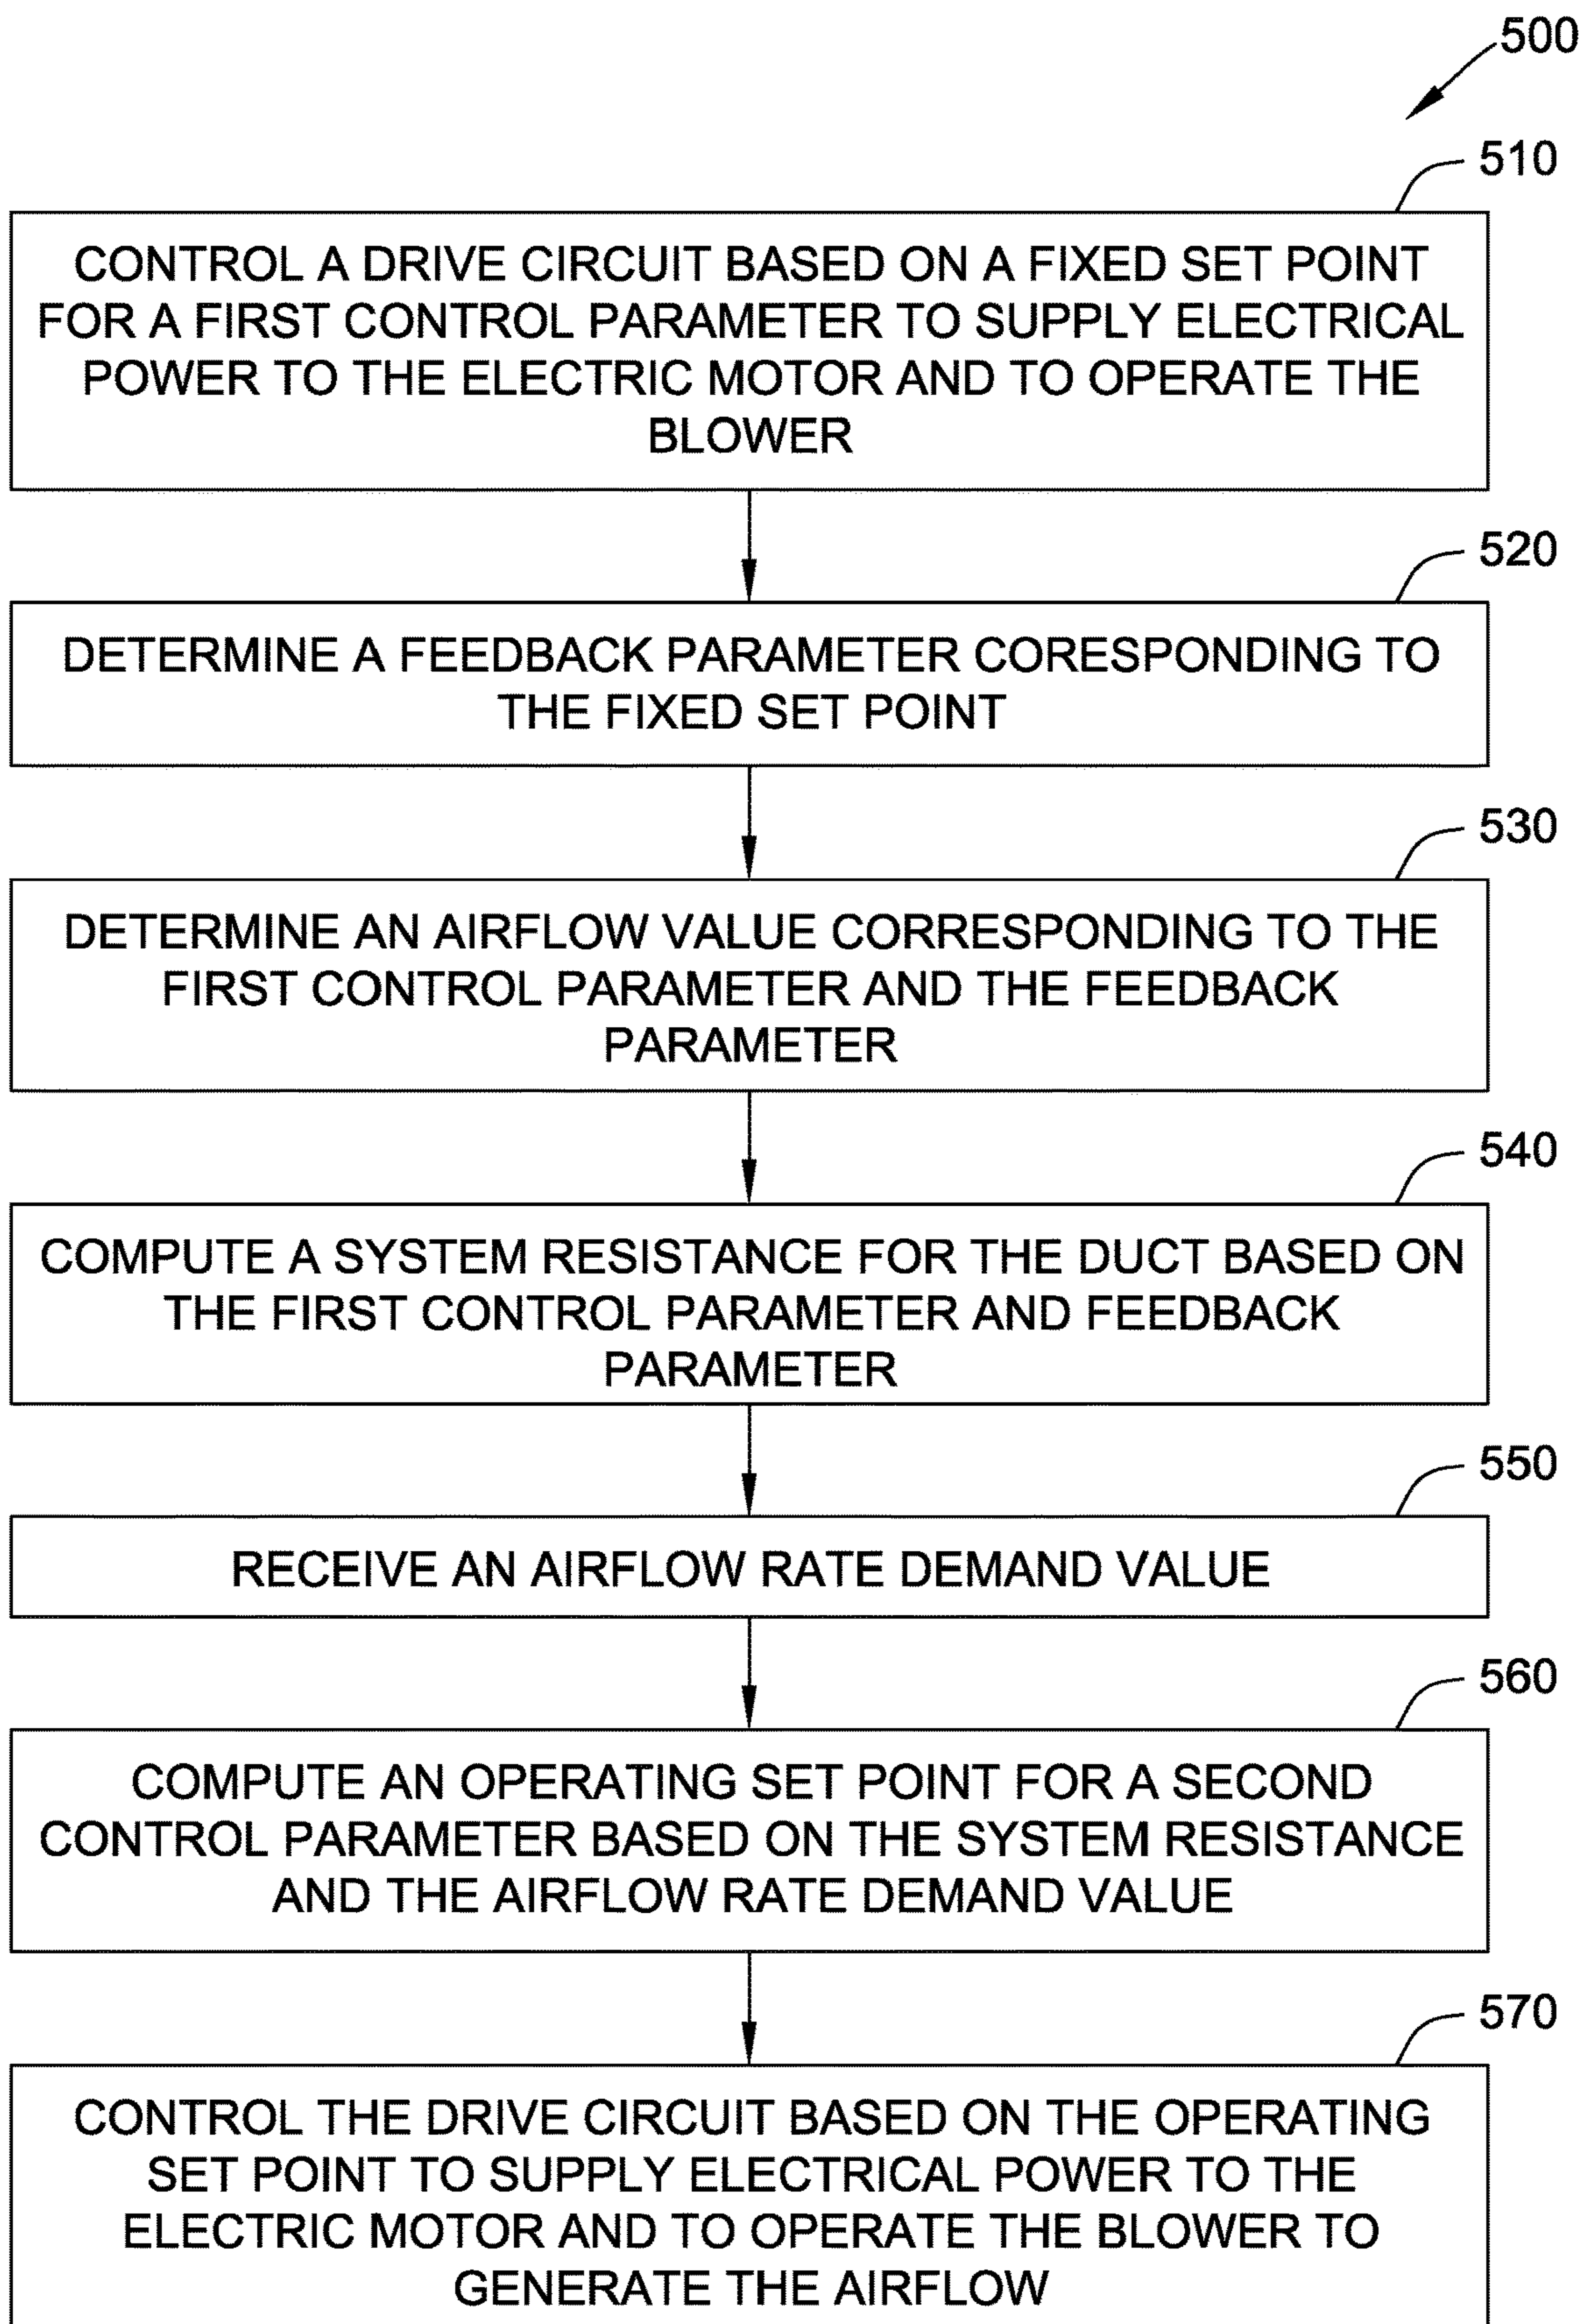 500
510
CONTROL A DRIVE CIRCUIT BASED ON A FIXED SET POINT
FOR A FIRST CONTROL PARAMETER TO SUPPLY ELECTRICAL
POWER TO THE ELECTRIC MOTOR AND TO OPERATE THE
BLOWER
520
DETERMINE A FEEDBACK PARAMETER CORESPONDING TO
THE FIXED SET POINT
530
DETERMINE AN AIRFLOW VALUE CORRESPONDING TO THE
FIRST CONTROL PARAMETER AND THE FEEDBACK
PARAMETER
540
COMPUTE A SYSTEM RESISTANCE FOR THE DUCT BASED ON
THE FIRST CONTROL PARAMETER AND FEEDBACK
PARAMETER
550
RECEIVE AN AIRFLOW RATE DEMAND VALUE
560
COMPUTE AN OPERATING SET POINT FOR A SECOND
CONTROL PARAMETER BASED ON THE SYSTEM RESISTANCE
AND THE AIRFLOW RATE DEMAND VALUE
570
CONTROL THE DRIVE CIRCUIT BASED ON THE OPERATING
SET POINT TO SUPPLY ELECTRICAL POWER TO THE
ELECTRIC MOTOR AND TO OPERATE THE BLOWER TO
GENERATE THE AIRFLOW